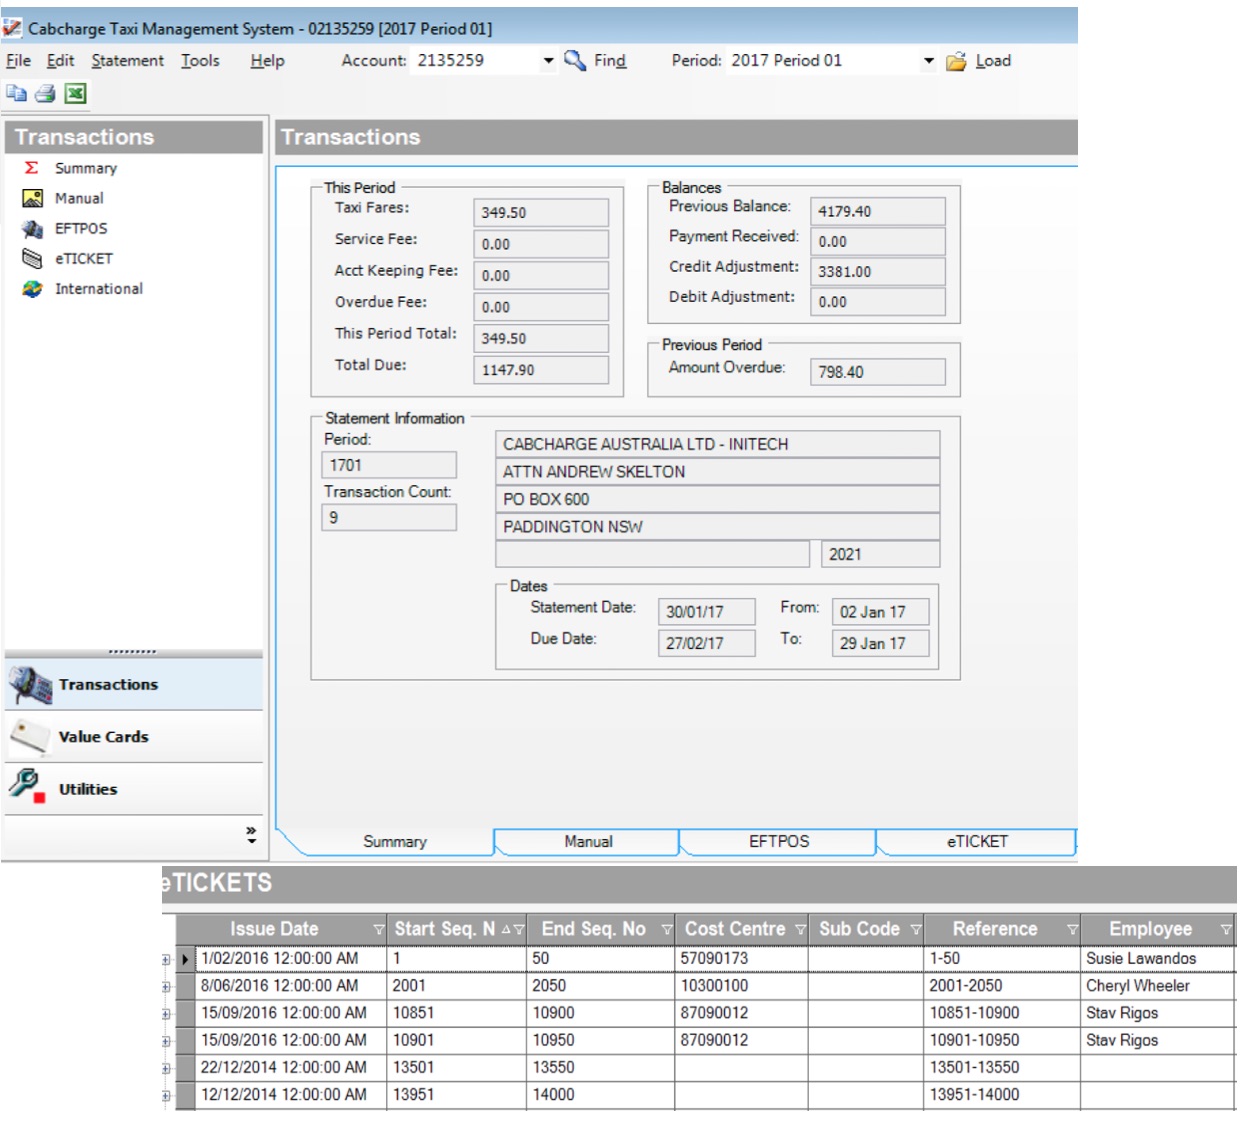 Cabcharge Taxi Management System - 02135259 [2017 Period 01]
File Edit Statement Tools Help Account: 2135259 Find Period: 2017 Period 01 Load
Transactions
Σ Summary
Manual
EFTPOS
eTICKET
International
Transactions
Value Cards
Utilities
Transactions
This Period
Taxi Fares: 349.50
Service Fee: 0.00
Acct Keeping Fee: 0.00
Overdue Fee: 0.00
This Period Total: 349.50
Total Due: 1147.90
Balances
Previous Balance: 4179.40
Payment Received: 0.00
Credit Adjustment: 3381.00
Debit Adjustment: 0.00
Previous Period
Amount Overdue: 798.40
Statement Information
Period:
1701
Transaction Count:
9
CABCHARGE AUSTRALIA LTD - INITECH
ATTN ANDREW SKELTON
PO BOX 600
PADDINGTON NSW
2021
Dates
Statement Date: 30/01/17 From: 02 Jan 17
Due Date: 27/02/17 To: 29 Jan 17
Summary Manual EFTPOS eTICKET
eTICKETS
Issue Date Start Seq. N End Seq. No Cost Centre Sub Code Reference Employee
1/02/2016 12:00:00 AM 1 50 57090173 1-50 Susie Lawandos
8/06/2016 12:00:00 AM 2001 2050 10300100 2001-2050 Cheryl Wheeler
15/09/2016 12:00:00 AM 10851 10900 87090012 10851-10900 Stav Rigos
15/09/2016 12:00:00 AM 10901 10950 87090012 10901-10950 Stav Rigos
22/12/2014 12:00:00 AM 13501 13550 13501-13550
12/12/2014 12:00:00 AM 13951 14000 13951-14000